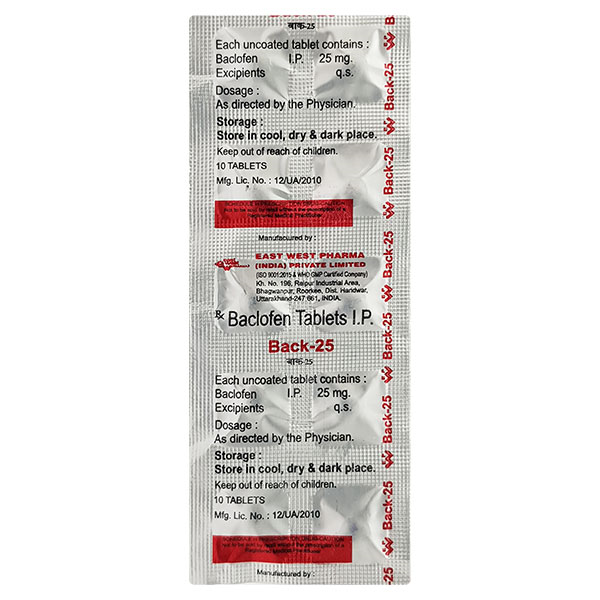 बाक-25
Each uncoated tablet contains :
Baclofen I.P. 25 mg.
Excipients q.s.
Dosage :
As directed by the Physician.
Storage :
Store in cool, dry & dark place.
Keep out of reach of children.
10 TABLETS
Mfg. Lic. No. : 12/UA/2010
Manufactured by :
EAST WEST PHARMA
(INDIA) PRIVATE LIMITED
(ISO 9001:2015 & WHO GMP Certified Company)
Kh. No. 198, Raipur Industrial Area,
Bhagwanpur, Roorkee, Dist. Haridwar,
Uttarakhand-247 661, INDIA.
Rx Baclofen Tablets I.P.
Back-25
बाक-25
Each uncoated tablet contains :
Baclofen I.P. 25 mg.
Excipients q.s.
Dosage :
As directed by the Physician.
Storage :
Store in cool, dry & dark place.
Keep out of reach of children.
10 TABLETS
Mfg. Lic. No. : 12/UA/2010
Manufactured by :
Back-25
Back-25
Back-25
Back-25
Back-25
Back-25